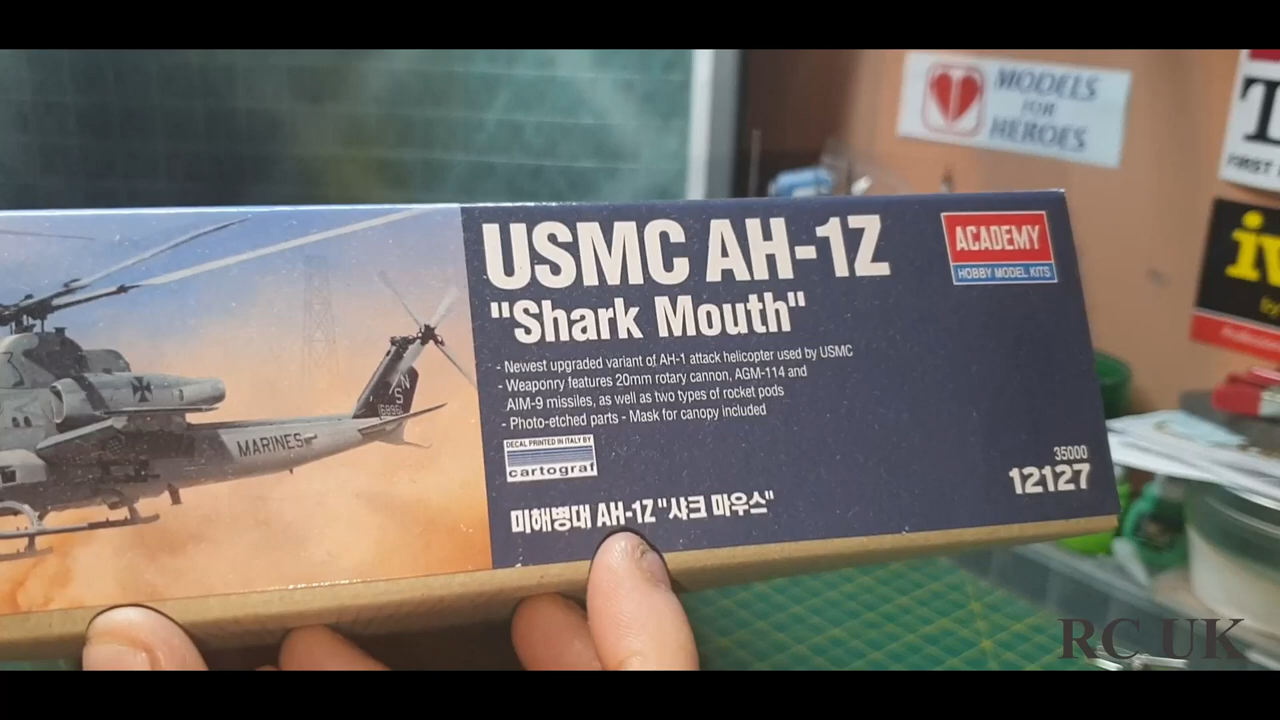 MODELS
FOR
HEROES
USMC AH-1Z
"Shark Mouth"
- Newest upgraded variant of AH-1 attack helicopter used by USMC
- Weaponry features 20mm rotary cannon, AGM-114 and
AIM-9 missiles, as well as two types of rocket pods
- Photo-etched parts - Mask for canopy included
DECAL PRINTED IN ITALY BY
cartograf
미해병대 AH-1Z "샤크 마우스"
ACADEMY
HOBBY MODEL KITS
35000
12127
MARINES
N
S
FIRST
RC UK